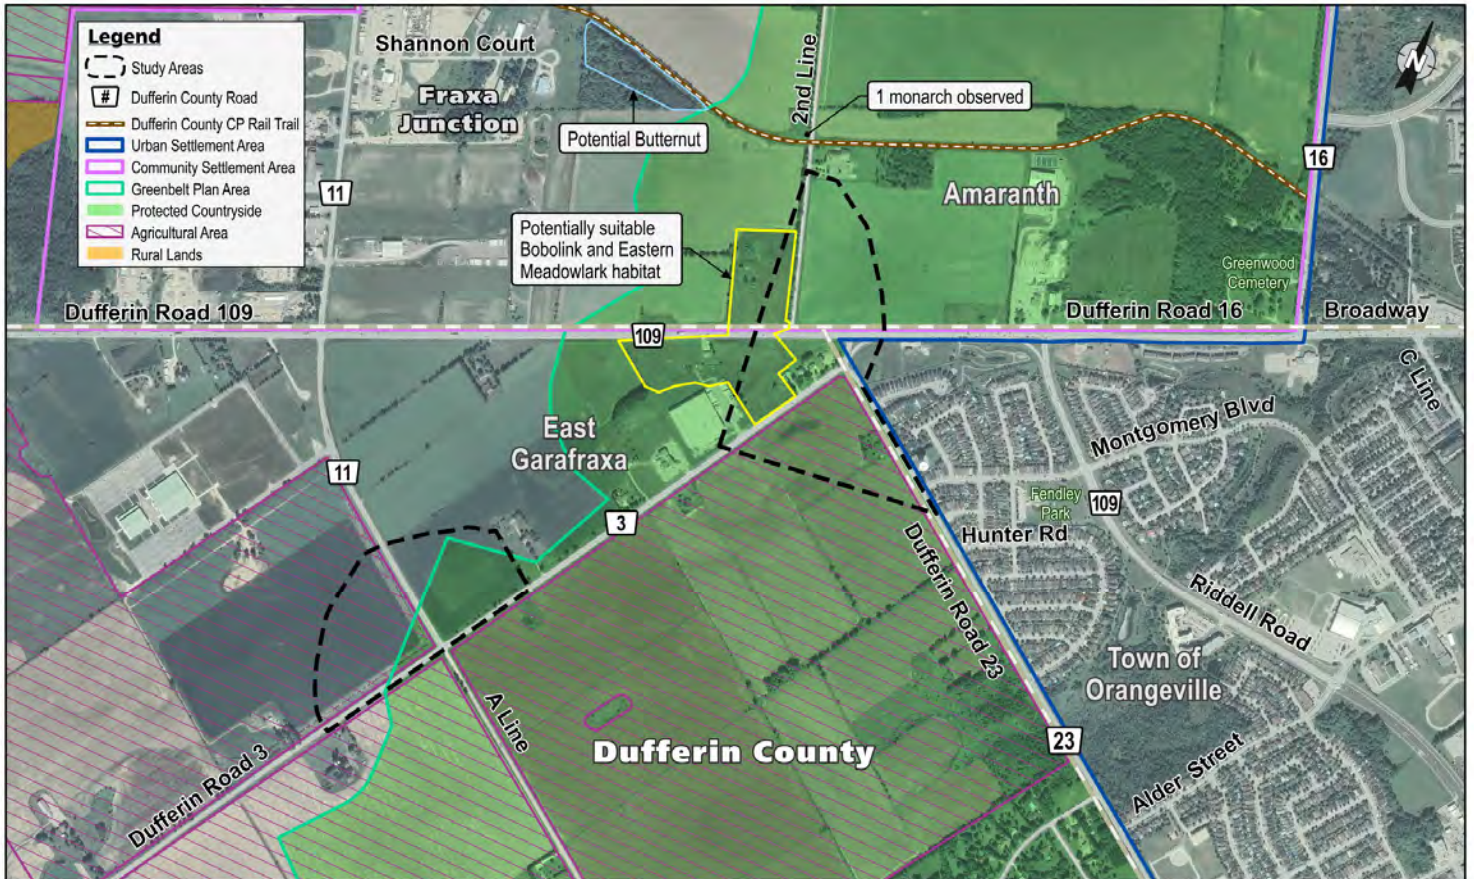 Legend
Study Areas
# Dufferin County Road
Dufferin County CP Rail Trail
Urban Settlement Area
Community Settlement Area
Greenbelt Plan Area
Protected Countryside
Agricultural Area
Rural Lands
Shannon Court
Fraxa
Junction
11
Potential Butternut
2nd Line
1 monarch observed
N
16
Amaranth
Potentially suitable
Bobolink and Eastern
Meadowlark habitat
Greenwood
Cemetery
Dufferin Road 109
109
Dufferin Road 16
Broadway
C Line
East
Garafraxa
Montgomery Blvd
11
3
Fendley
Park
109
Hunter Rd
Dufferin Road 23
Riddell Road
Town of
Orangeville
A Line
Dufferin County
23
Dufferin Road 3
Alder Street